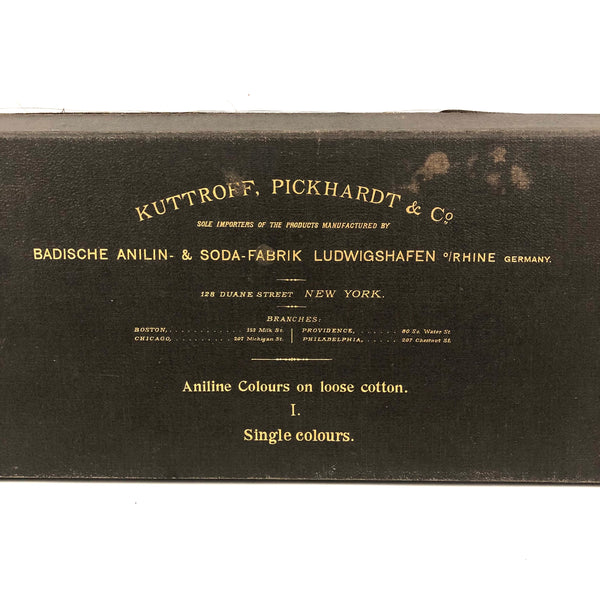 KUTTROFF, PICKHARDT & Co.
SOLE IMPORTERS OF THE PRODUCTS MANUFACTURED BY
BADISCHE ANILIN- & SODA-FABRIK LUDWIGSHAFEN o/RHINE GERMANY.
128 DUANE STREET NEW YORK.
BRANCHES:
BOSTON, . . . . . . . . . . . 153 Milk St. | PROVIDENCE, . . . . . . 80 So. Water St.
CHICAGO, . . . . . . . . . . 207 Michigan St. | PHILADELPHIA, . . . . . . 207 Chestnut St.
Aniline Colours on loose cotton.
I.
Single colours.